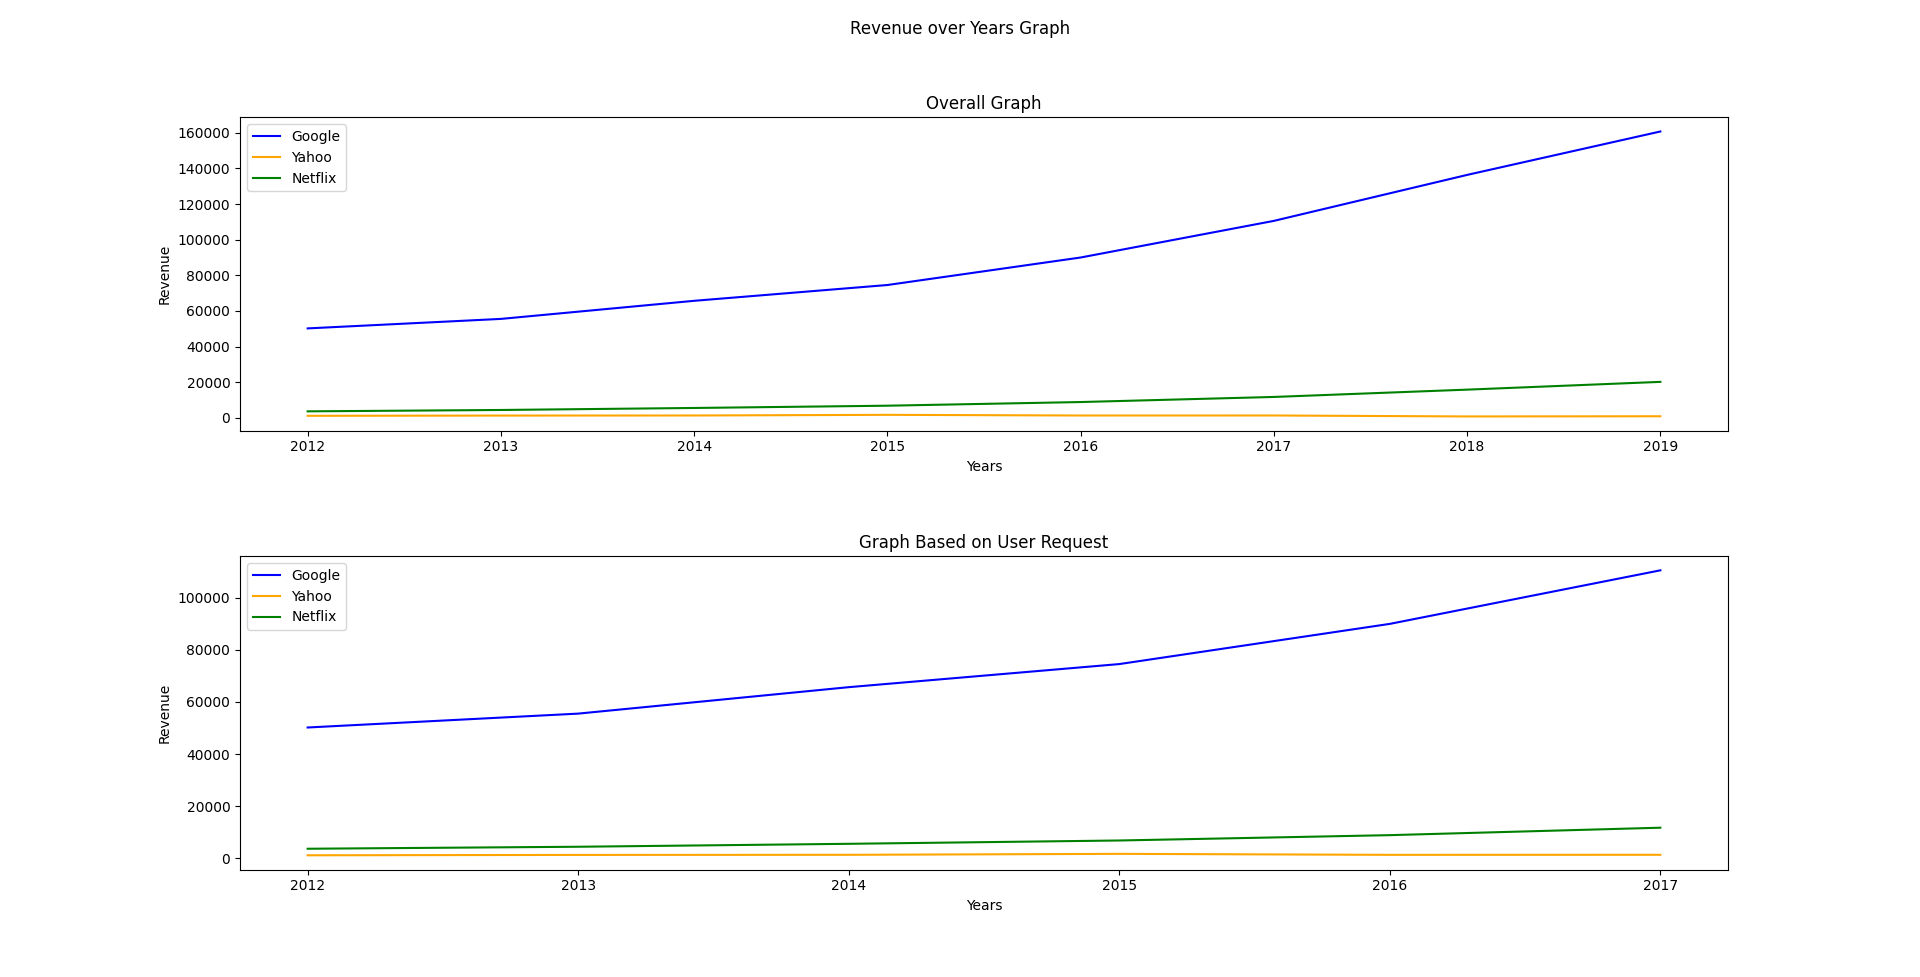 Revenue over Years Graph
Overall Graph
Google
Yahoo
Netflix
160000
140000
120000
100000
80000
60000
40000
20000
0
Revenue
2012 2013 2014 2015 2016 2017 2018 2019
Years
Graph Based on User Request
Google
Yahoo
Netflix
100000
80000
60000
40000
20000
0
Revenue
2012 2013 2014 2015 2016 2017
Years